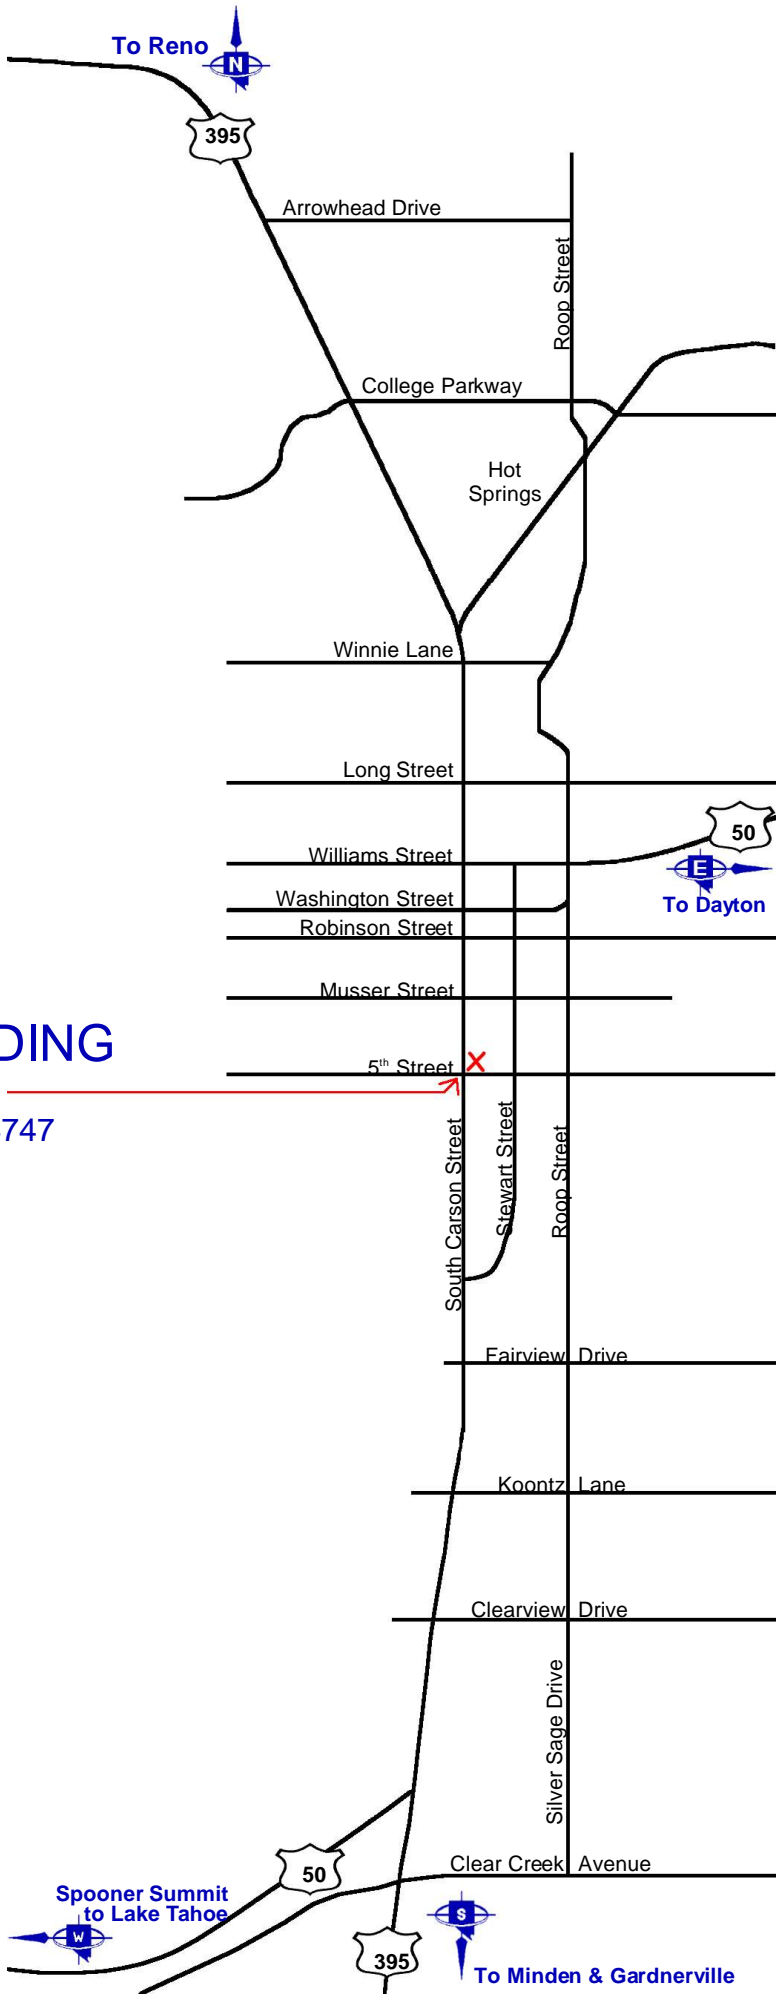 To Reno
N
395
Arrowhead Drive
Roop Street
College Parkway
Hot
Springs
Winnie Lane
Long Street
50
Williams Street
E
To Dayton
Washington Street
Robinson Street
Musser Street
DING
5th Street
X
747
South Carson Street
Stewart Street
Roop Street
Fairview Drive
Koontz Lane
Clearview Drive
Silver Sage Drive
Clear Creek Avenue
50
Spooner Summit
to Lake Tahoe
W
S
395
To Minden & Gardnerville